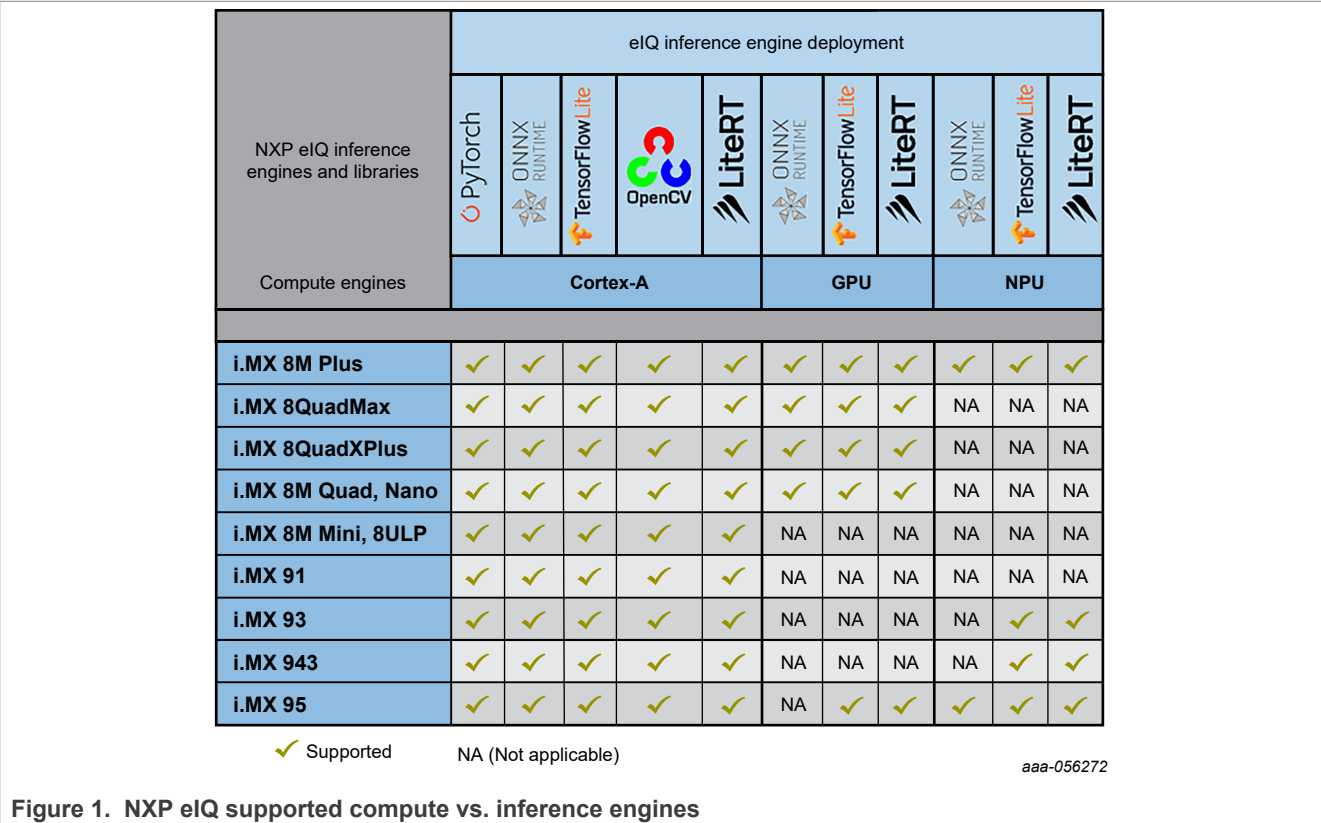 eIQ inference engine deployment
NXP eIQ inference
engines and libraries
PyTorch
ONNX
RUNTIME
TensorFlowLite
OpenCV
LiteRT
ONNX
RUNTIME
TensorFlowLite
LiteRT
ONNX
RUNTIME
TensorFlowLite
LiteRT
Compute engines
Cortex-A
GPU
NPU
i.MX 8M Plus
i.MX 8QuadMax NA NA NA
i.MX 8QuadXPlus NA NA NA
i.MX 8M Quad, Nano NA NA NA
i.MX 8M Mini, 8ULP NA NA NA NA NA NA
i.MX 91 NA NA NA NA NA NA
i.MX 93 NA NA NA NA
i.MX 943 NA NA NA NA
i.MX 95 NA
Supported NA (Not applicable)
aaa-056272
Figure 1. NXP eIQ supported compute vs. inference engines